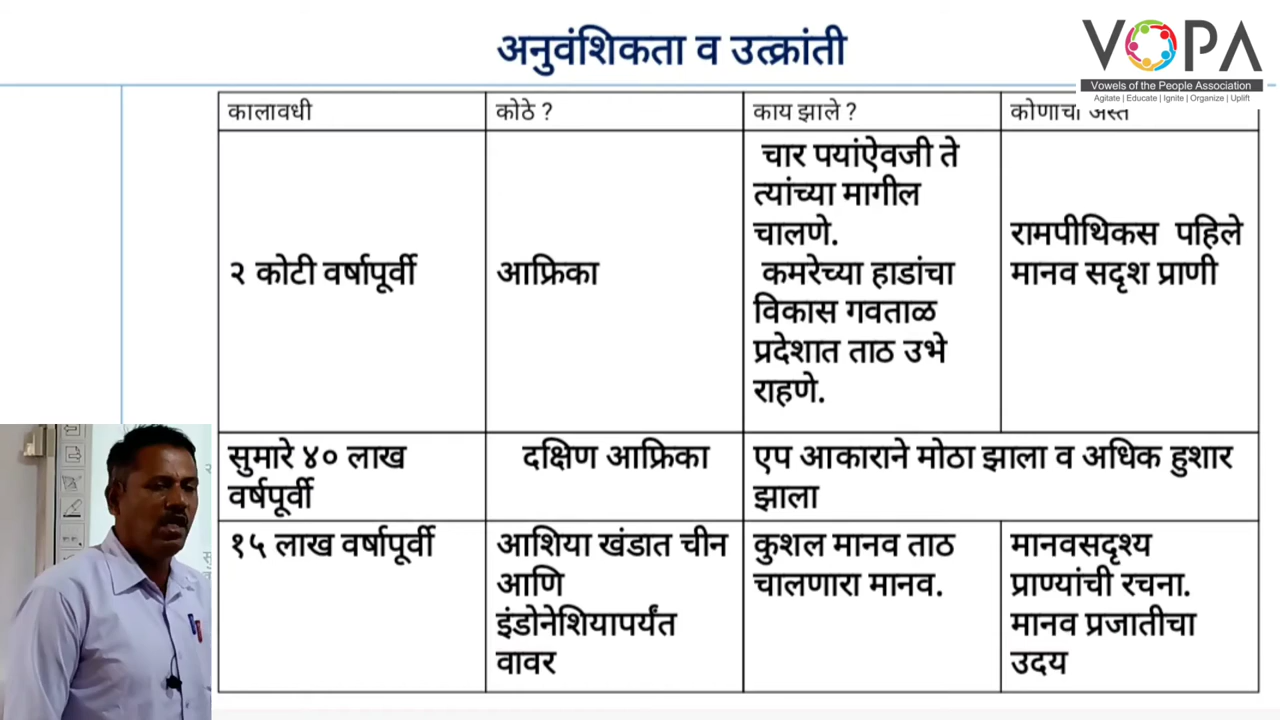 अनुवंशिकता व उत्क्रांती
VOPA
Vowels of the People Association
Agitate | Educate | Ignite | Organize | Uplift
कालावधी
कोठे ?
काय झाले ?
कोणाचा अस्त
२ कोटी वर्षापूर्वी
आफ्रिका
चार पयांऐवजी ते
त्यांच्या मागील
चालणे.
कमरेच्या हाडांचा
विकास गवताळ
प्रदेशात ताठ उभे
राहणे.
रामपीथिकस पहिले
मानव सदृश प्राणी
सुमारे ४० लाख
वर्षपूर्वी
दक्षिण आफ्रिका
एप आकाराने मोठा झाला व अधिक हुशार
झाला
१५ लाख वर्षापूर्वी
आशिया खंडात चीन
आणि
इंडोनेशियापर्यंत
वावर
कुशल मानव ताठ
चालणारा मानव.
मानवसदृश्य
प्राण्यांची रचना.
मानव प्रजातीचा
उदय